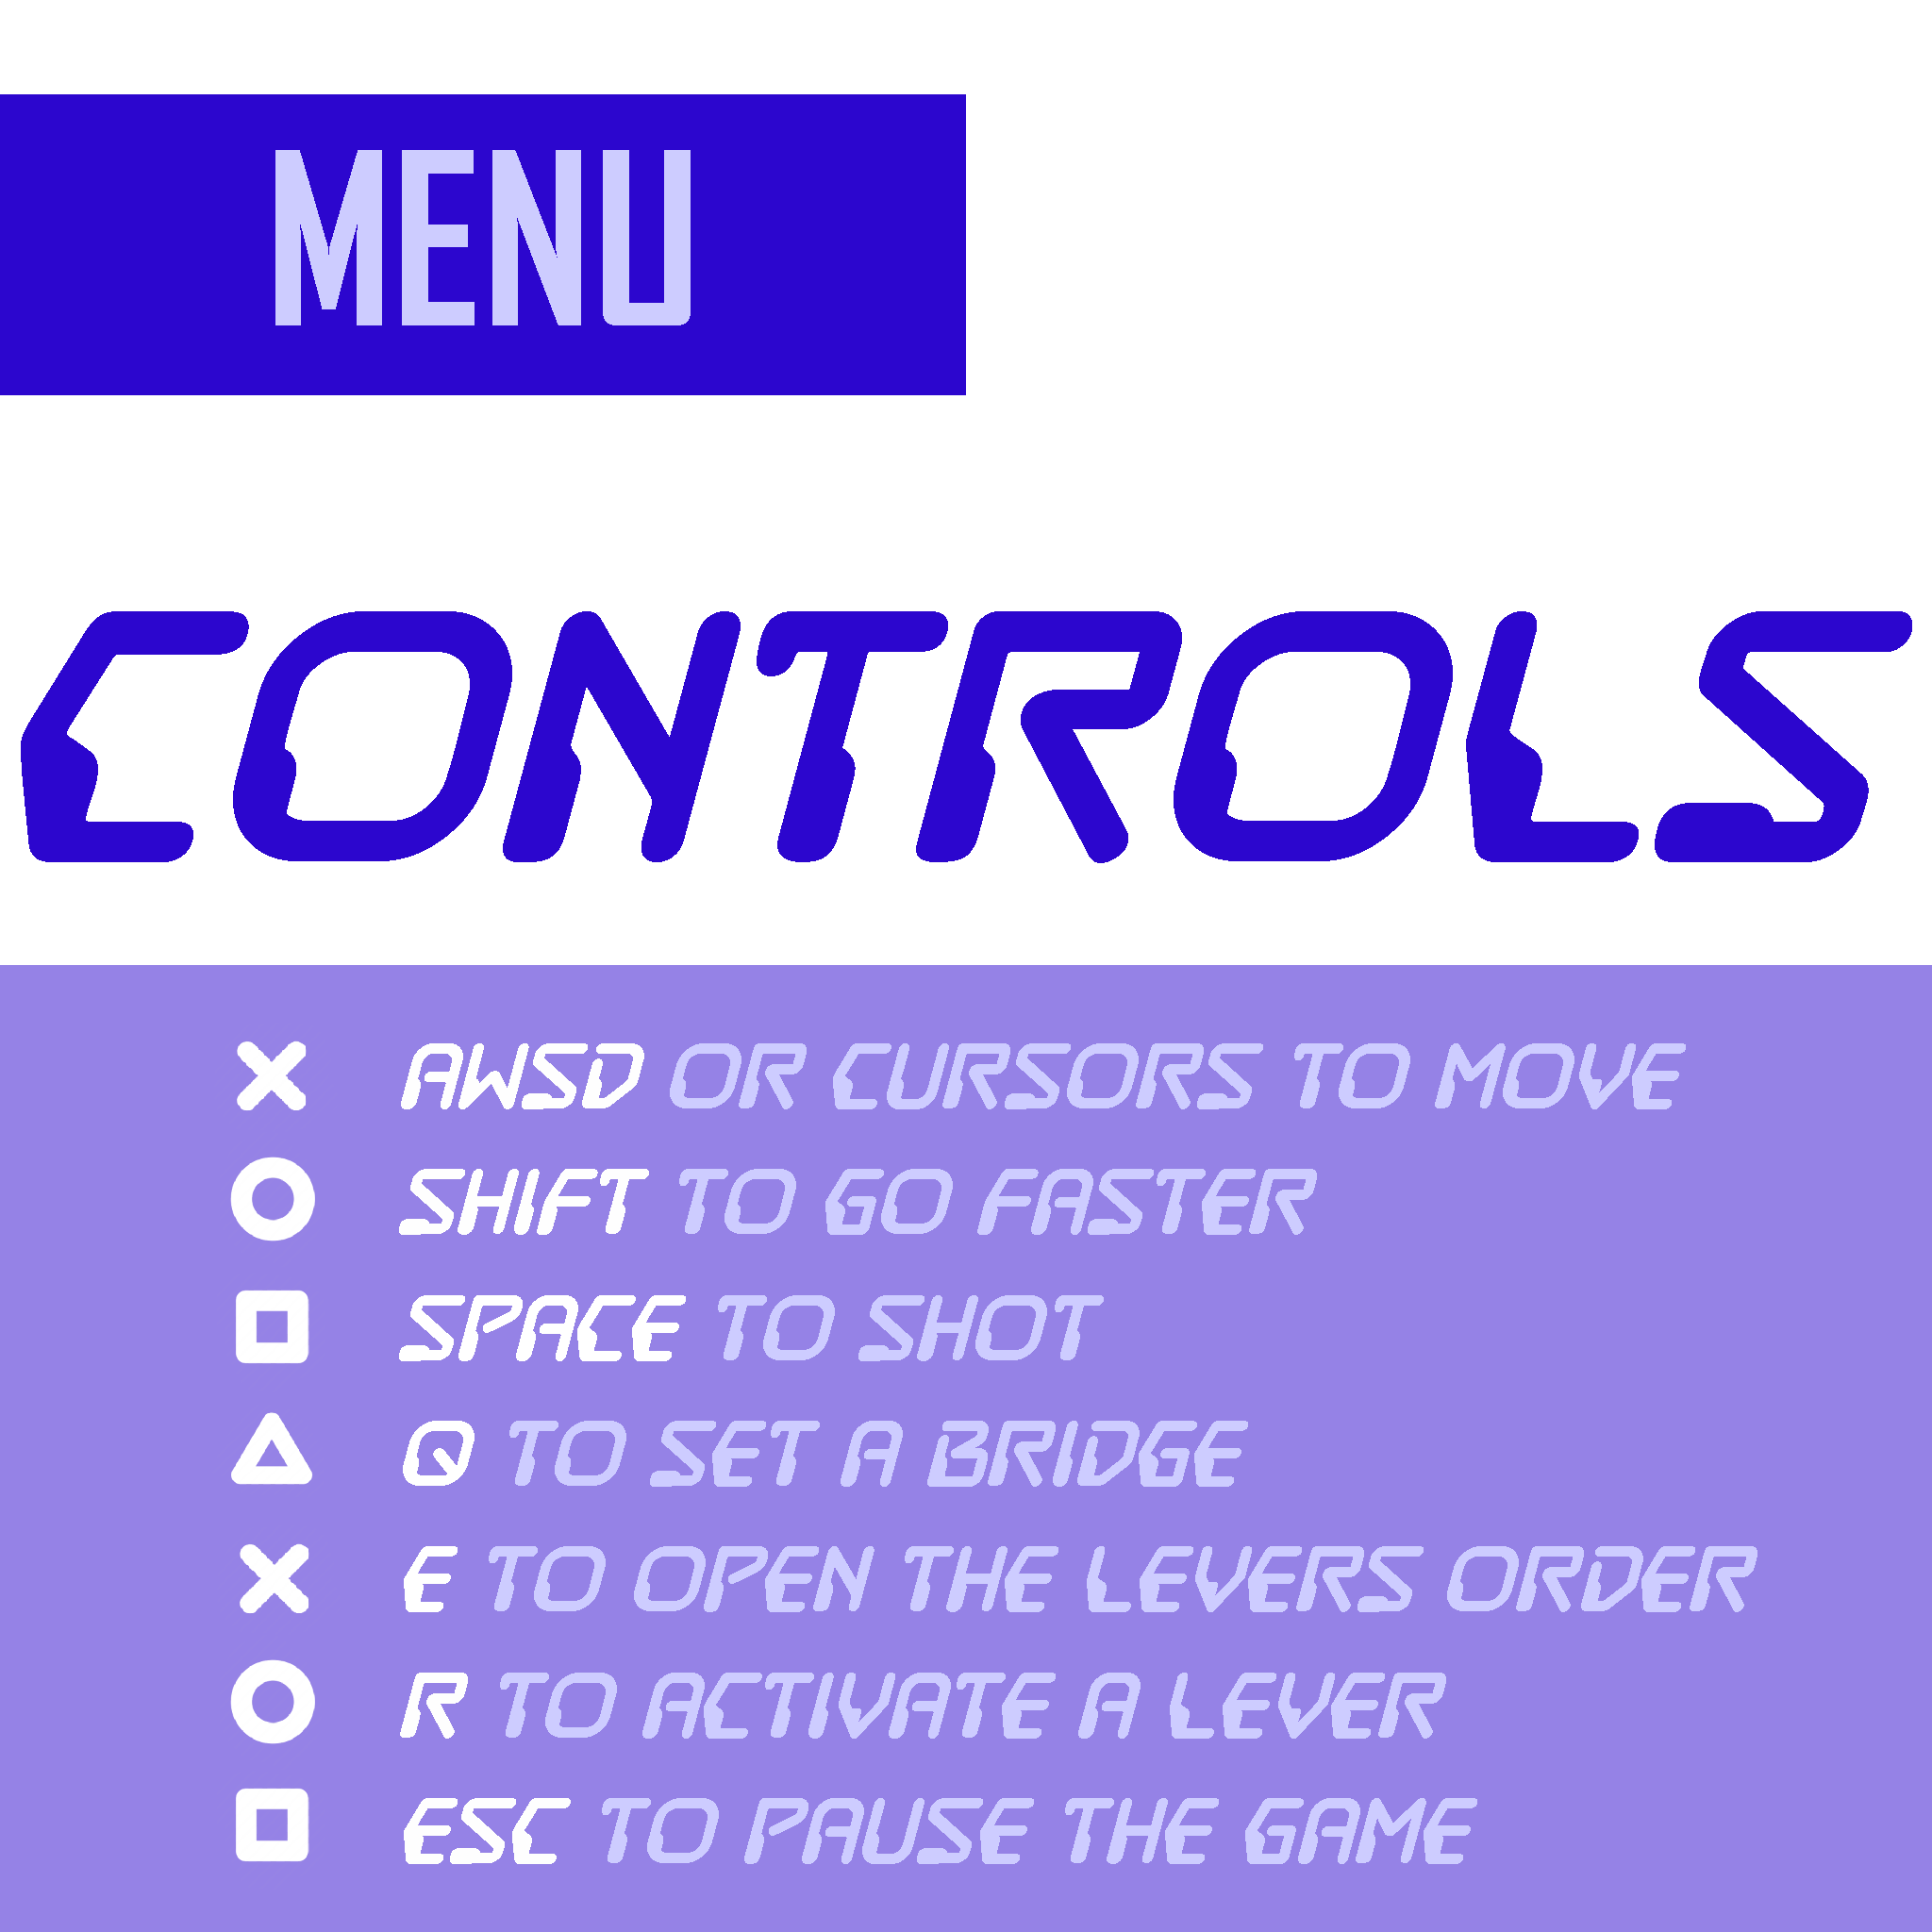 MENU
CONTROLS
AWSD OR CURSORS TO MOVE
SHIFT TO GO FASTER
SPACE TO SHOT
Q TO SET A BRIDGE
E TO OPEN THE LEVERS ORDER
R TO ACTIVATE A LEVER
ESC TO PAUSE THE GAME